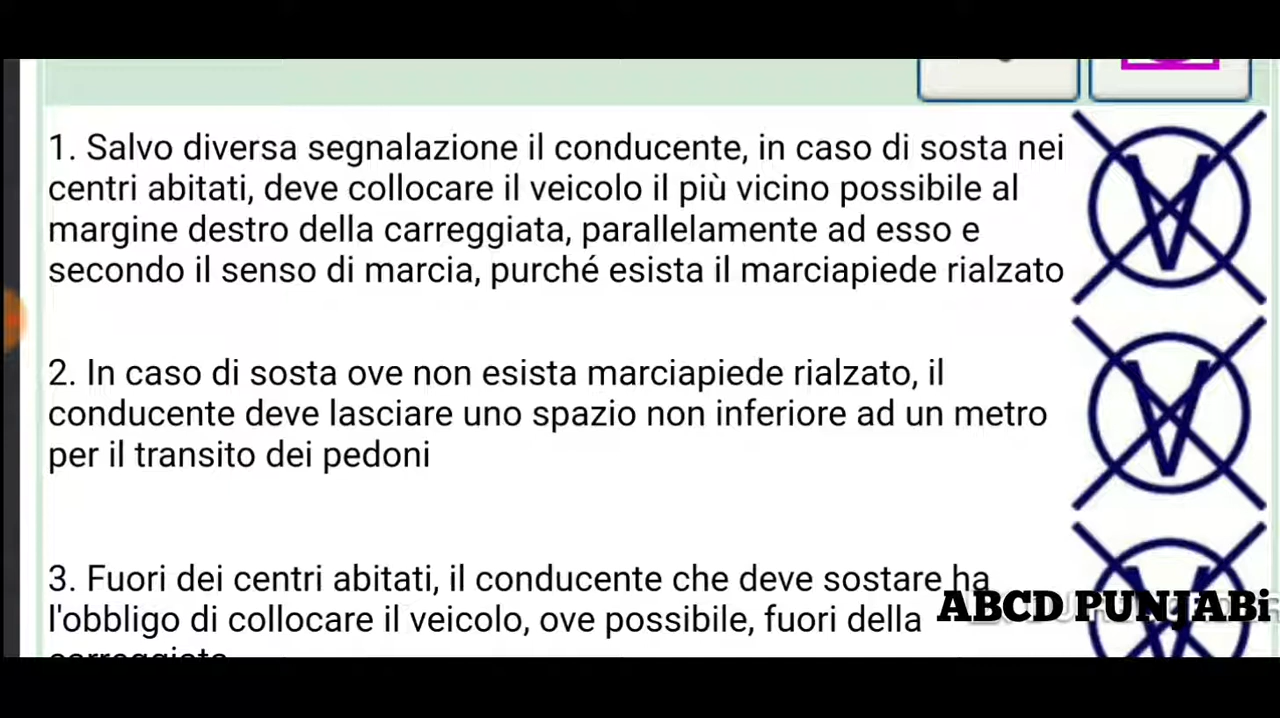 1. Salvo diversa segnalazione il conducente, in caso di sosta nei
centri abitati, deve collocare il veicolo il più vicino possibile al
margine destro della carreggiata, parallelamente ad esso e
secondo il senso di marcia, purché esista il marciapiede rialzato
V
2. In caso di sosta ove non esista marciapiede rialzato, il
conducente deve lasciare uno spazio non inferiore ad un metro
per il transito dei pedoni
V
3. Fuori dei centri abitati, il conducente che deve sostare ha
l'obbligo di collocare il veicolo, ove possibile, fuori della
V
ABCD PUNJABi